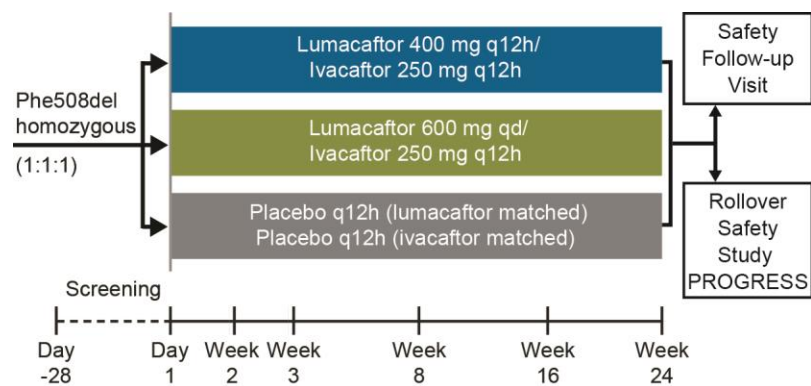 Phe508del
homozygous
(1:1:1)
Lumacaftor 400 mg q12h/
Ivacaftor 250 mg q12h
Lumacaftor 600 mg qd/
Ivacaftor 250 mg q12h
Placebo q12h (lumacaftor matched)
Placebo q12h (ivacaftor matched)
Safety
Follow-up
Visit
Rollover
Safety
Study
PROGRESS
Screening
Day
-28
Day
1
Week
2
Week
3
Week
8
Week
16
Week
24